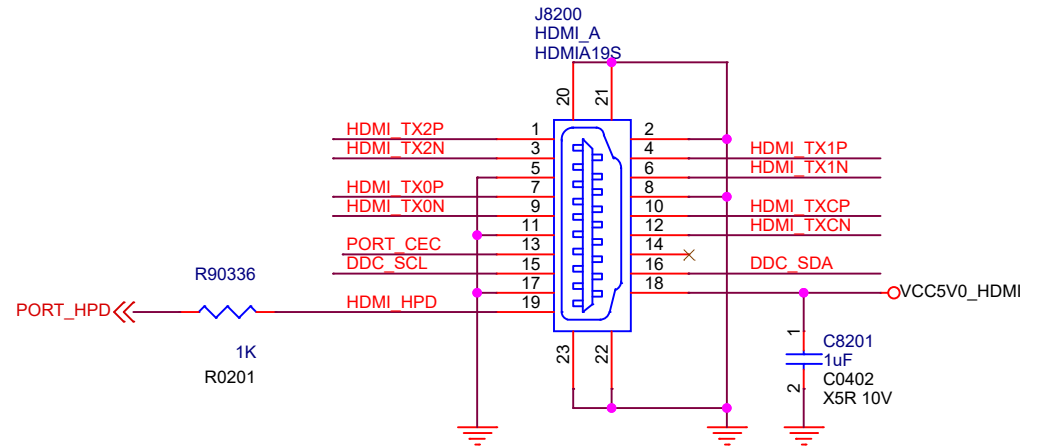 J8200
HDMI_A
HDMIA19S
20
21
HDMI_TX2P 1
2
HDMI_TX2N 3
4 HDMI_TX1P
5
6 HDMI_TX1N
HDMI_TX0P 7
8
HDMI_TX0N 9
10 HDMI_TXCP
11
12 HDMI_TXCN
PORT_CEC 13
14
DDC_SCL 15
16 DDC_SDA
17
18 VCC5V0_HDMI
R90336
PORT_HPD HDMI_HPD 19
1K
R0201
23
22
1
C8201
1uF
2
C0402
X5R 10V